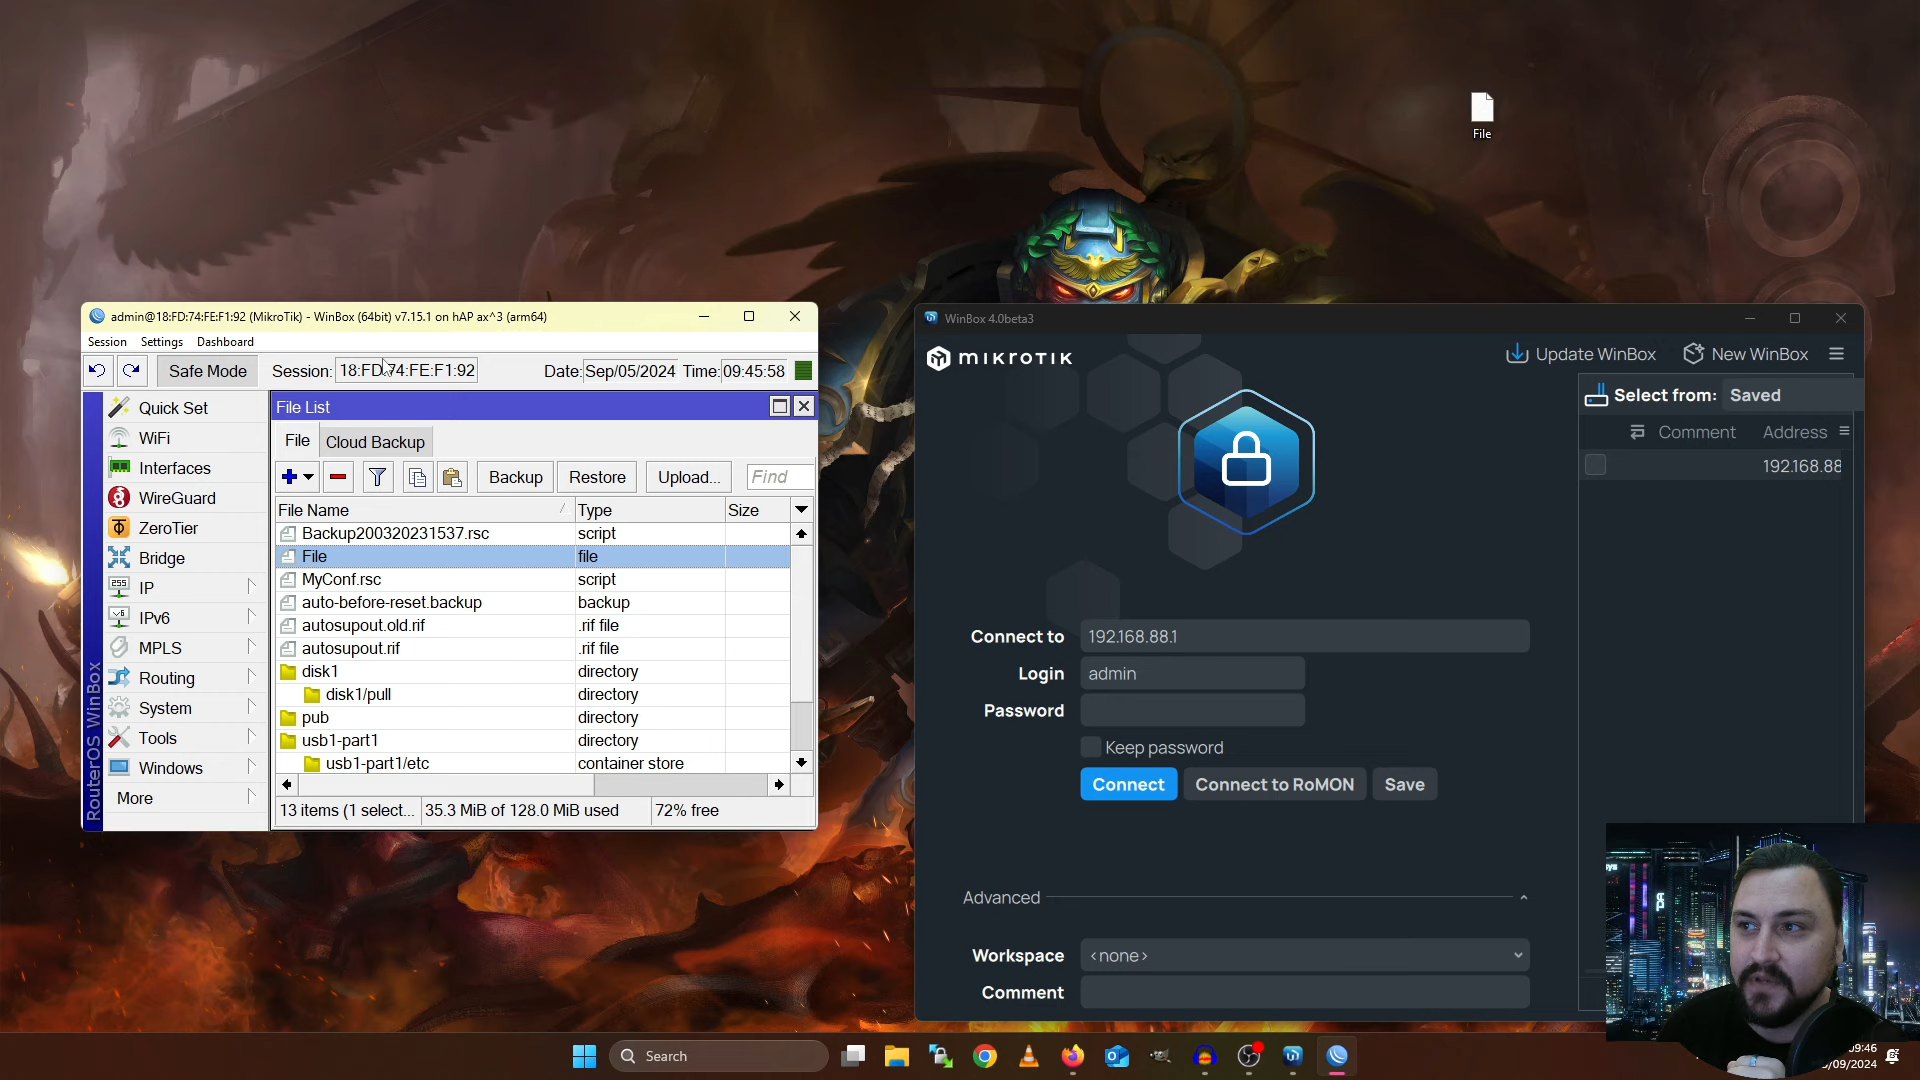 File
admin@18:FD:74:FE:F1:92 (MikroTik) - WinBox (64bit) v7.15.1 on hAP ax^3 (arm64)
Session Settings Dashboard
Safe Mode Session: 18:FD:74:FE:F1:92 Date: Sep/05/2024 Time: 09:45:58
RouterOS WinBox
Quick Set
WiFi
Interfaces
WireGuard
ZeroTier
Bridge
IP
IPv6
MPLS
Routing
System
Tools
Windows
More
File List
File Cloud Backup
Backup Restore Upload... Find
File Name Type Size
Backup200320231537.rsc script
File file
MyConf.rsc script
auto-before-reset.backup backup
autosupout.old.rif .rif file
autosupout.rif .rif file
disk1 directory
disk1/pull directory
pub directory
usb1-part1 directory
usb1-part1/etc container store
13 items (1 select... 35.3 MiB of 128.0 MiB used 72% free
WinBox 4.0beta3
MIKROTIK
Update WinBox New WinBox
Select from: Saved
Comment Address
192.168.88
Connect to 192.168.88.1
Login admin
Password
Keep password
Connect Connect to RoMON Save
Advanced
Workspace <none>
Comment
Search
09:46
/09/2024